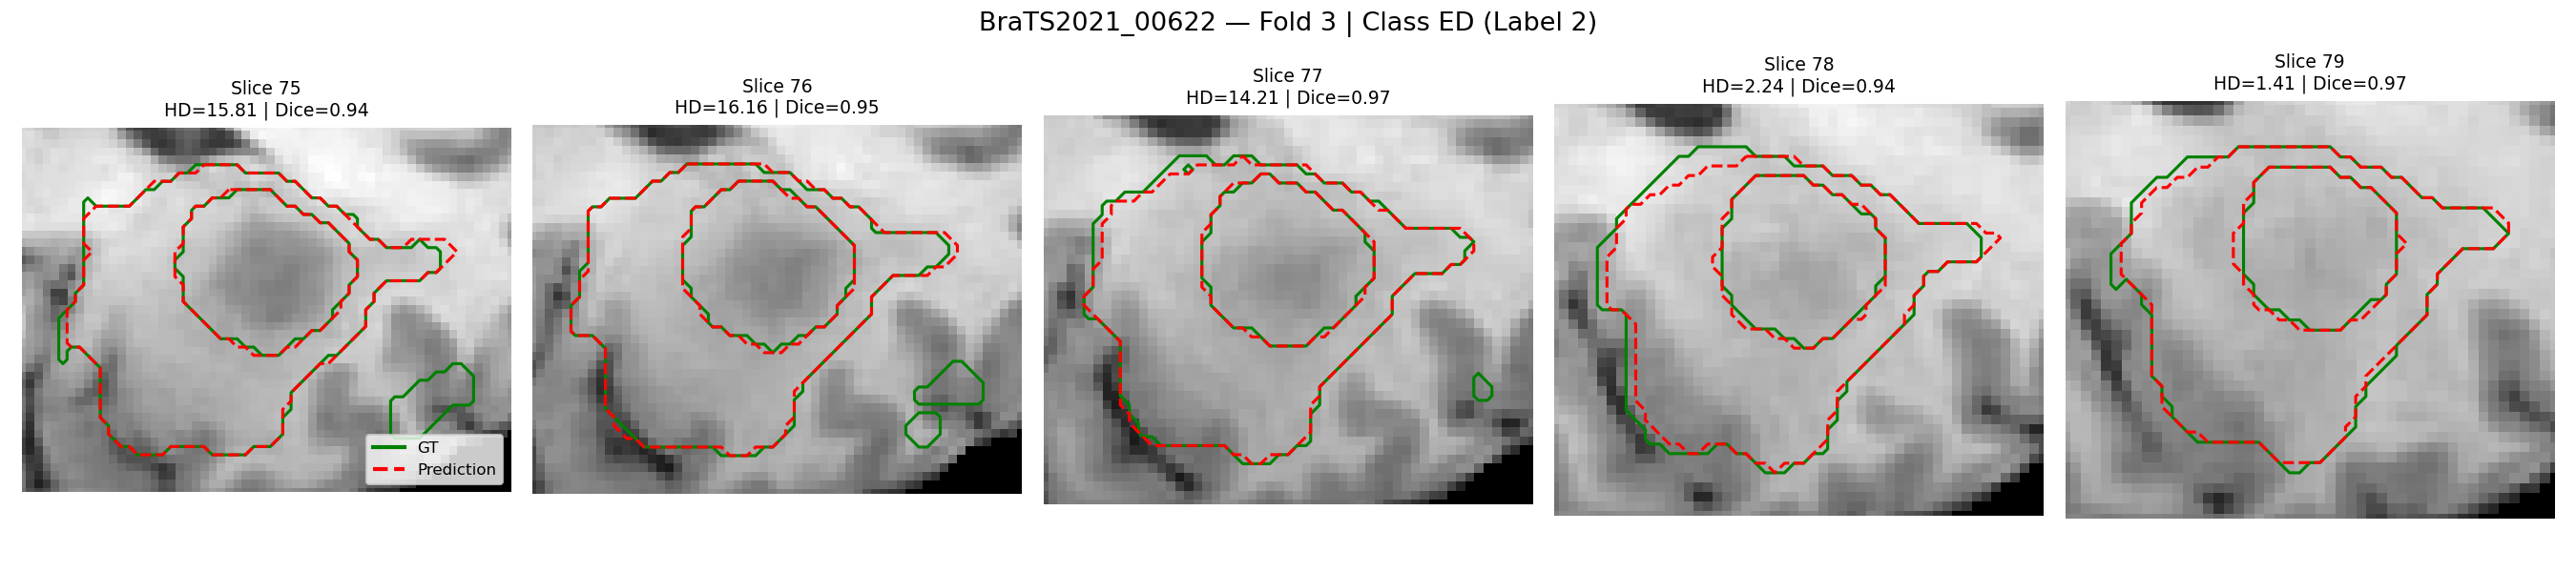 BraTS2021_00622 — Fold 3 | Class ED (Label 2)
Slice 75
HD=15.81 | Dice=0.94
Slice 76
HD=16.16 | Dice=0.95
Slice 77
HD=14.21 | Dice=0.97
Slice 78
HD=2.24 | Dice=0.94
Slice 79
HD=1.41 | Dice=0.97
GT
Prediction